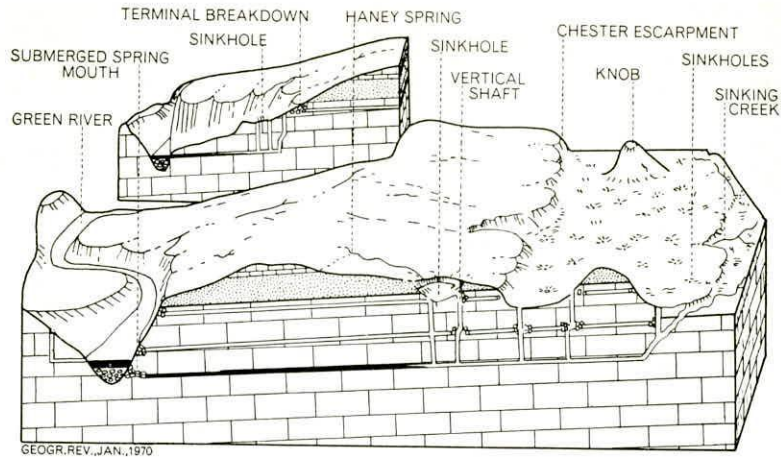 TERMINAL BREAKDOWN
HANEY SPRING
CHESTER ESCARPMENT
SINKHOLE
SINKHOLE
SINKHOLES
SUBMERGED SPRING
MOUTH
VERTICAL
SHAFT
KNOB
SINKING
CREEK
GREEN RIVER
GEOGR.REV.,JAN.,1970